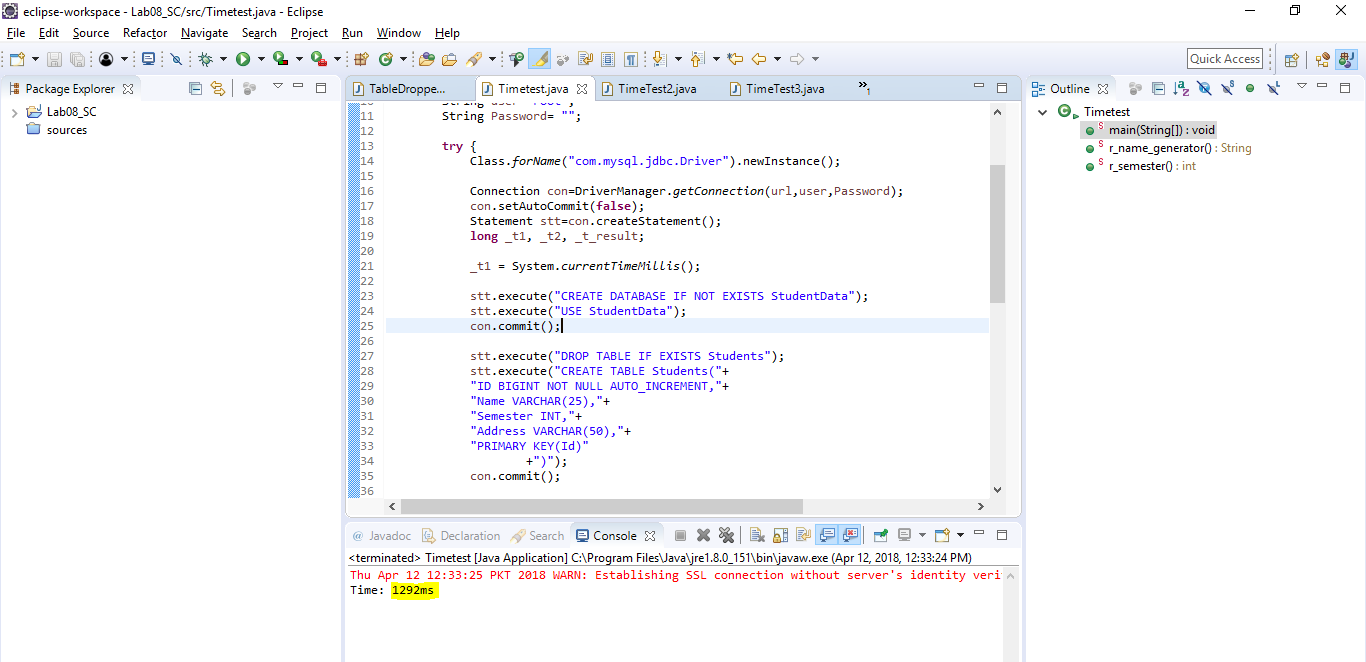 eclipse-workspace - Lab08_SC/src/Timetest.java - Eclipse
File Edit Source Refactor Navigate Search Project Run Window Help
Quick Access
Package Explorer
Lab08_SC
sources
TableDroppe... Timetest.java TimeTest2.java TimeTest3.java »1
11 String Password= "";
12
13 try {
14 Class.forName("com.mysql.jdbc.Driver").newInstance();
15
16 Connection con=DriverManager.getConnection(url,user,Password);
17 con.setAutoCommit(false);
18 Statement stt=con.createStatement();
19 long _t1, _t2, _t_result;
20
21 _t1 = System.currentTimeMillis();
22
23 stt.execute("CREATE DATABASE IF NOT EXISTS StudentData");
24 stt.execute("USE StudentData");
25 con.commit();
26
27 stt.execute("DROP TABLE IF EXISTS Students");
28 stt.execute("CREATE TABLE Students("+
29 "ID BIGINT NOT NULL AUTO_INCREMENT,"+
30 "Name VARCHAR(25),"+
31 "Semester INT,"+
32 "Address VARCHAR(50),"+
33 "PRIMARY KEY(Id)"
34 +")");
35 con.commit();
36
Outline
Timetest
main(String[]) : void
r_name_generator() : String
r_semester() : int
@ Javadoc Declaration Search Console
<terminated> Timetest [Java Application] C:\Program Files\Java\jre1.8.0_151\bin\javaw.exe (Apr 12, 2018, 12:33:24 PM)
Thu Apr 12 12:33:25 PKT 2018 WARN: Establishing SSL connection without server's identity veri
Time: 1292ms